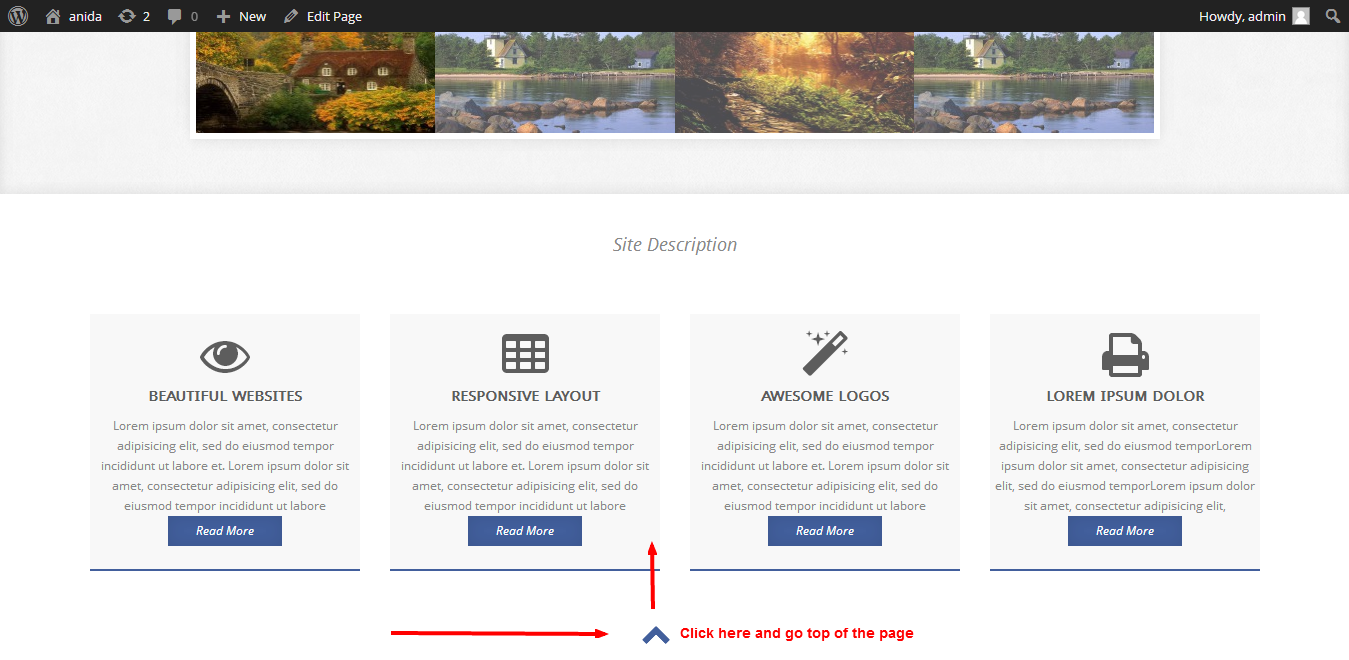 anida 2 0 New Edit Page Howdy, admin
Site Description
BEAUTIFUL WEBSITES
Lorem ipsum dolor sit amet, consectetur
adipisicing elit, sed do eiusmod tempor
incididunt ut labore et. Lorem ipsum dolor sit
amet, consectetur adipisicing elit, sed do
eiusmod tempor incididunt ut labore
Read More
RESPONSIVE LAYOUT
Lorem ipsum dolor sit amet, consectetur
adipisicing elit, sed do eiusmod tempor
incididunt ut labore et. Lorem ipsum dolor sit
amet, consectetur adipisicing elit, sed do
eiusmod tempor incididunt ut labore
Read More
AWESOME LOGOS
Lorem ipsum dolor sit amet, consectetur
adipisicing elit, sed do eiusmod tempor
incididunt ut labore et. Lorem ipsum dolor sit
amet, consectetur adipisicing elit, sed do
eiusmod tempor incididunt ut labore
Read More
LOREM IPSUM DOLOR
Lorem ipsum dolor sit amet, consectetur
adipisicing elit, sed do eiusmod temporLorem
ipsum dolor sit amet, consectetur adipisicing
elit, sed do eiusmod temporLorem ipsum dolor
sit amet, consectetur adipisicing elit,
Read More
Click here and go top of the page